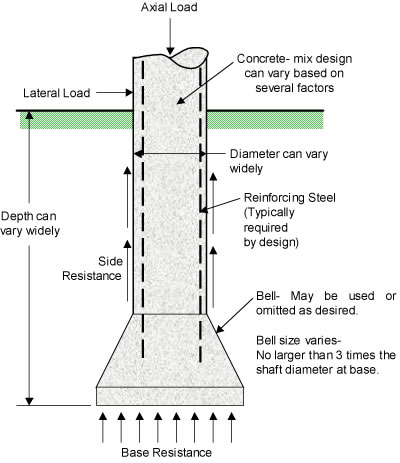 Axial Load
Concrete- mix design
can vary based on
several factors
Lateral Load
Diameter can vary
widely
Reinforcing Steel
(Typically
required
by design)
Depth can
vary widely
Side
Resistance
Bell- May be used or
omitted as desired.
Bell size varies-
No larger than 3 times the
shaft diameter at base.
Base Resistance